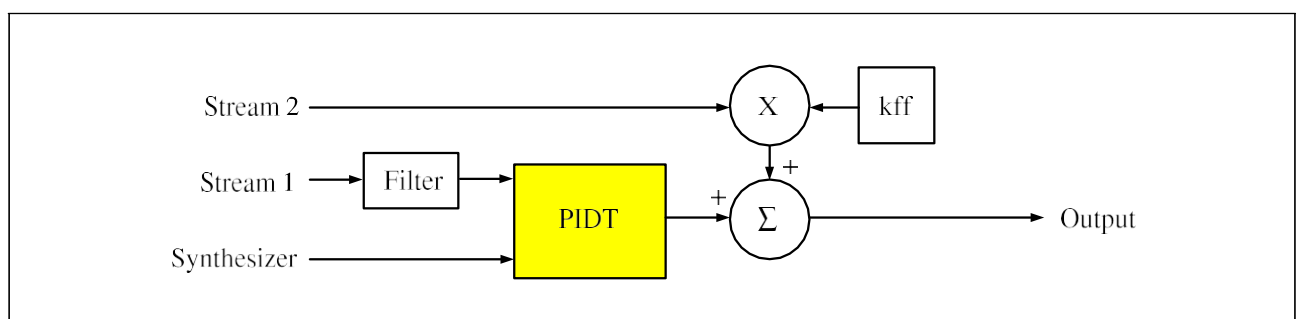 Stream 2
X
kff
+
Stream 1
Filter
+
PIDT
Σ
Output
Synthesizer